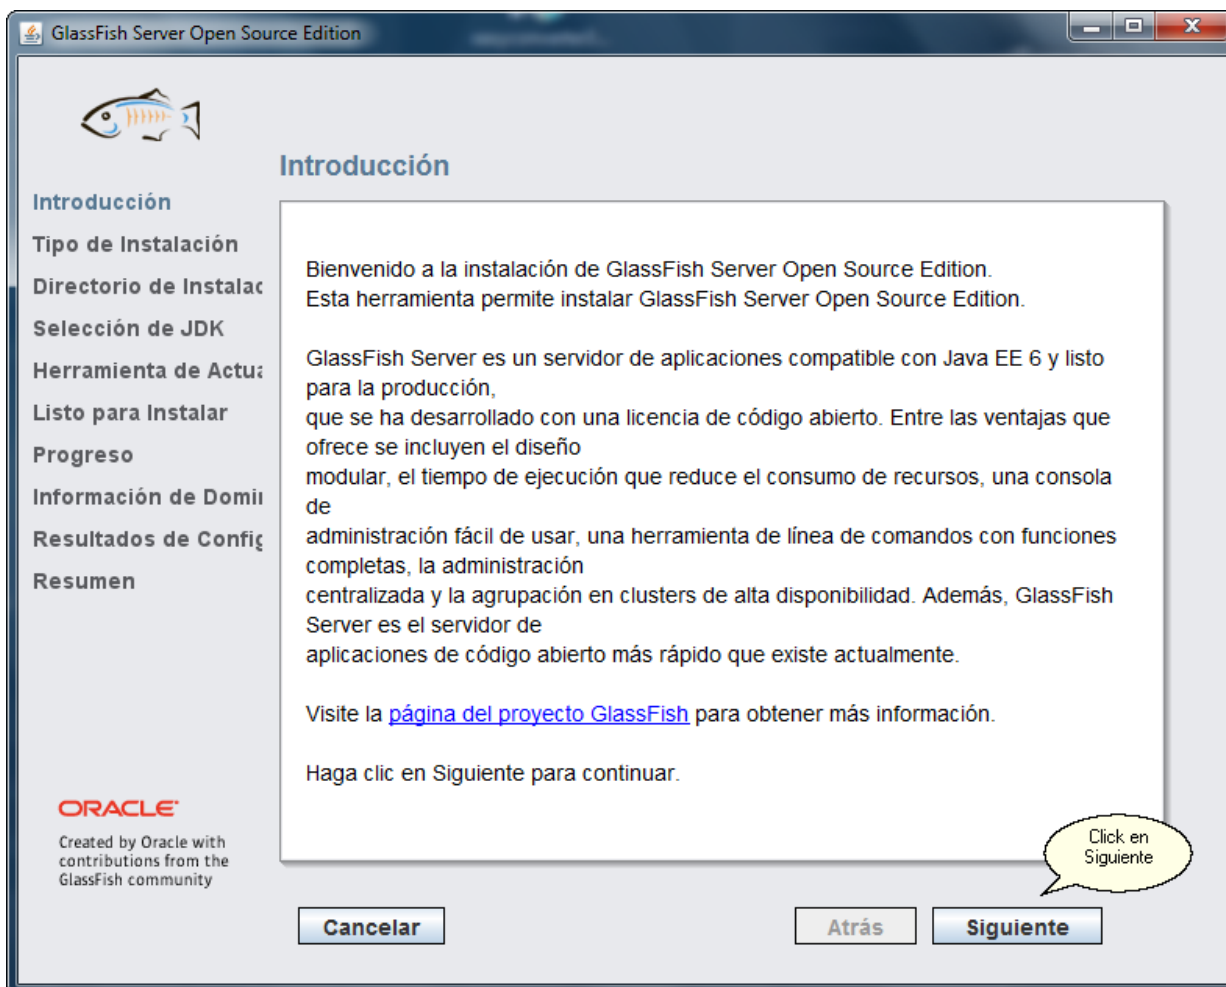 GlassFish Server Open Source Edition
Introducción
Introducción
Tipo de Instalación
Directorio de Instalac
Selección de JDK
Herramienta de Actua
Listo para Instalar
Progreso
Información de Domin
Resultados de Config
Resumen
Bienvenido a la instalación de GlassFish Server Open Source Edition.
Esta herramienta permite instalar GlassFish Server Open Source Edition.
GlassFish Server es un servidor de aplicaciones compatible con Java EE 6 y listo
para la producción,
que se ha desarrollado con una licencia de código abierto. Entre las ventajas que
ofrece se incluyen el diseño
modular, el tiempo de ejecución que reduce el consumo de recursos, una consola
de
administración fácil de usar, una herramienta de línea de comandos con funciones
completas, la administración
centralizada y la agrupación en clusters de alta disponibilidad. Además, GlassFish
Server es el servidor de
aplicaciones de código abierto más rápido que existe actualmente.
Visite la página del proyecto GlassFish para obtener más información.
Haga clic en Siguiente para continuar.
ORACLE
Created by Oracle with
contributions from the
GlassFish community
Click en
Siguiente
Cancelar
Atrás
Siguiente